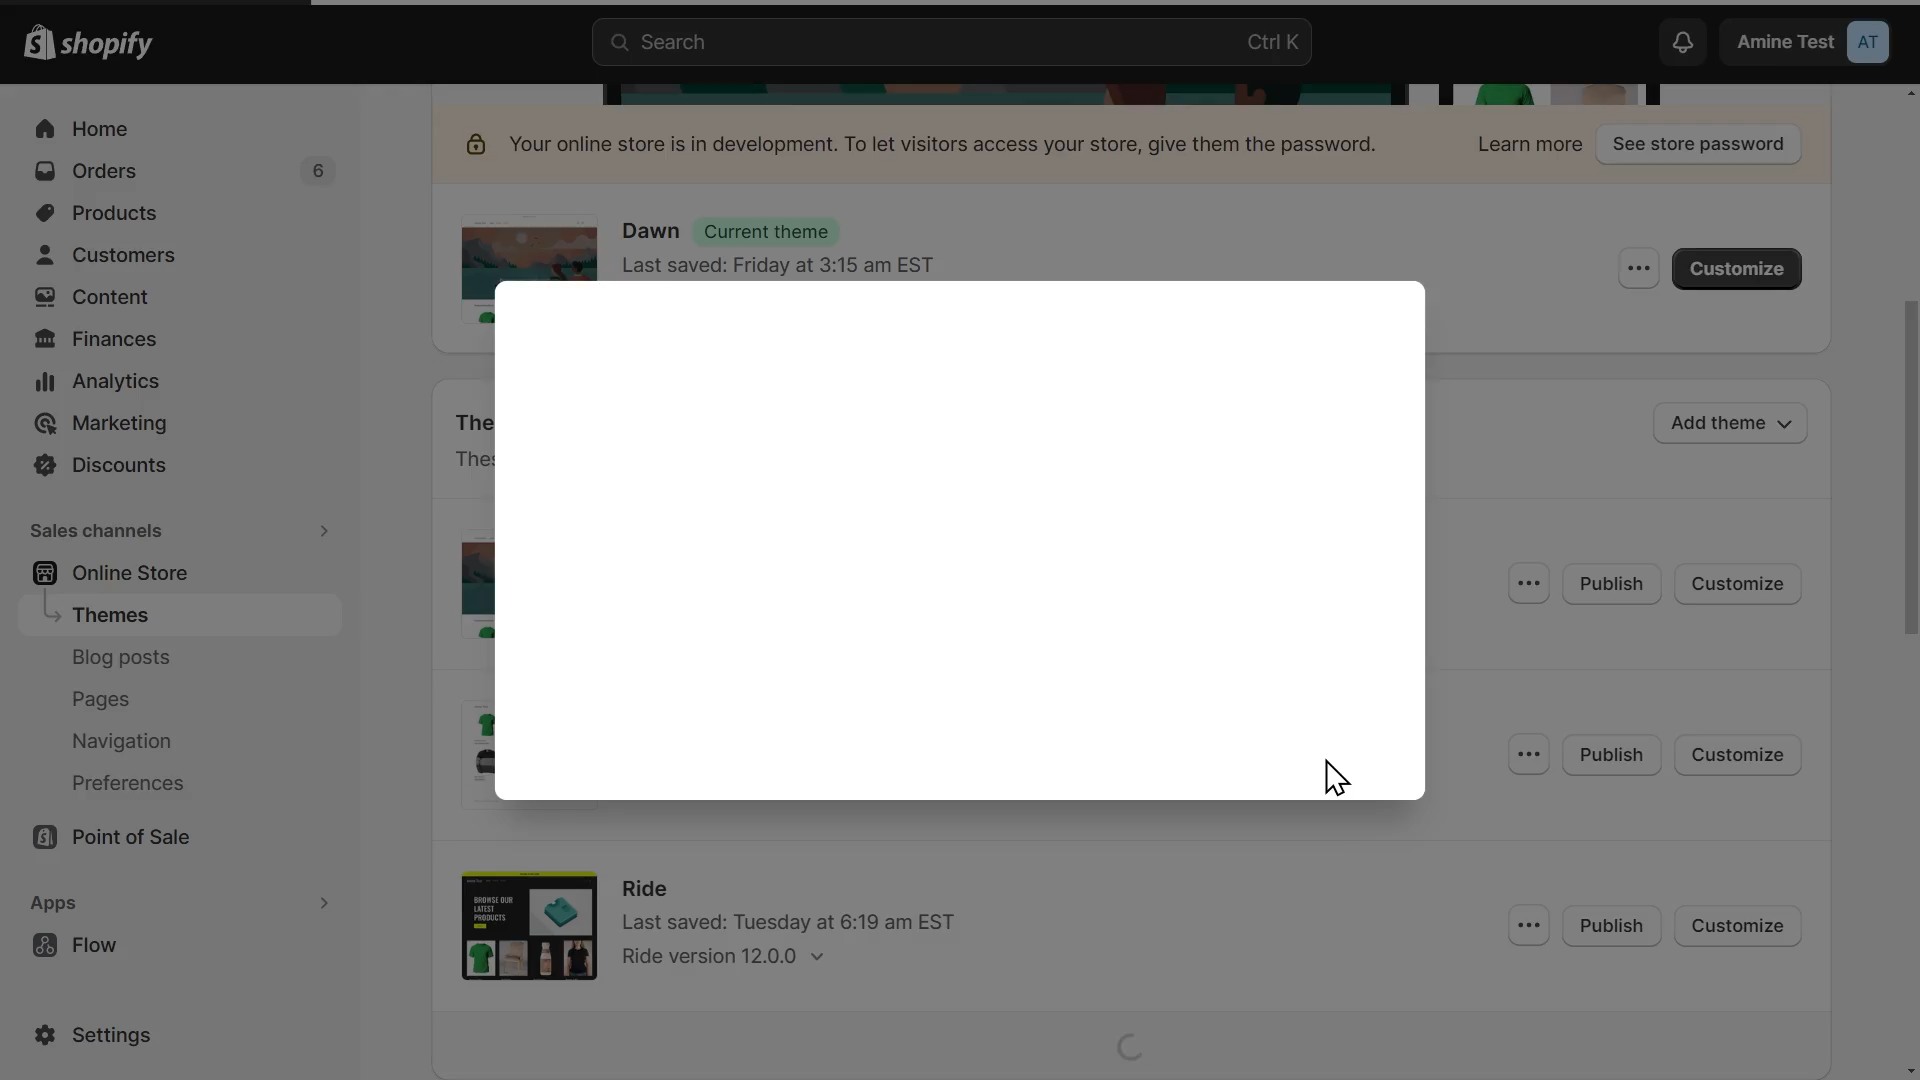 shopify
Search
Ctrl K
Amine Test
AT
Home
Orders
6
Products
Customers
Content
Finances
Analytics
Marketing
Discounts
Sales channels
Online Store
Themes
Blog posts
Pages
Navigation
Preferences
Point of Sale
Apps
Flow
Settings
Your online store is in development. To let visitors access your store, give them the password.
Learn more
See store password
Dawn
Current theme
Last saved: Friday at 3:15 am EST
Customize
The
Thes
Add theme
Publish
Customize
Publish
Customize
BROWSE OUR
LATEST
PRODUCTS
Ride
Last saved: Tuesday at 6:19 am EST
Ride version 12.0.0
Publish
Customize